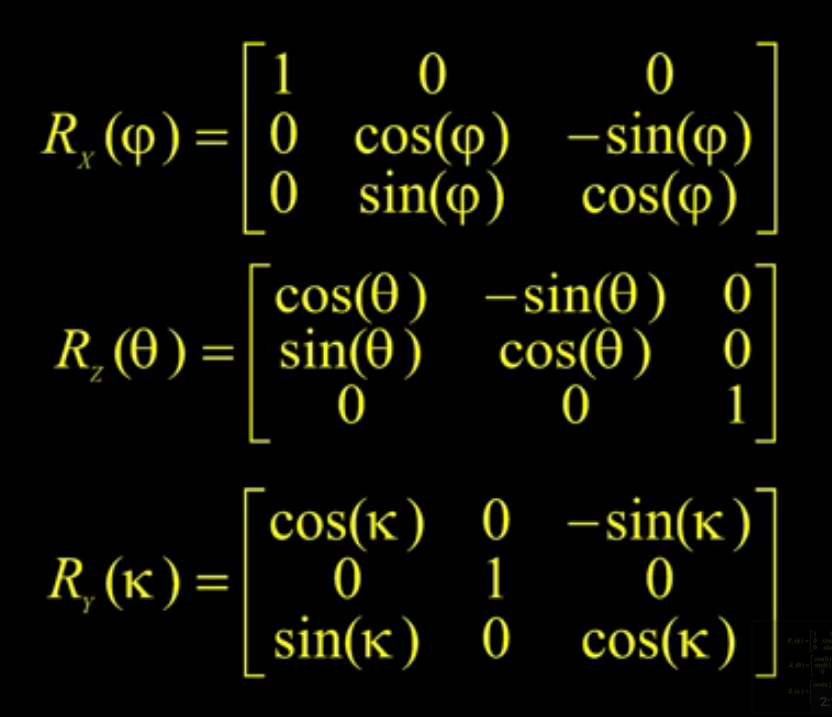 1 0 0
R_X(φ) = 0 cos(φ) −sin(φ)
0 sin(φ) cos(φ)
cos(θ) −sin(θ) 0
R_Z(θ) = sin(θ) cos(θ) 0
0 0 1
cos(κ) 0 −sin(κ)
R_Y(κ) = 0 1 0
sin(κ) 0 cos(κ)